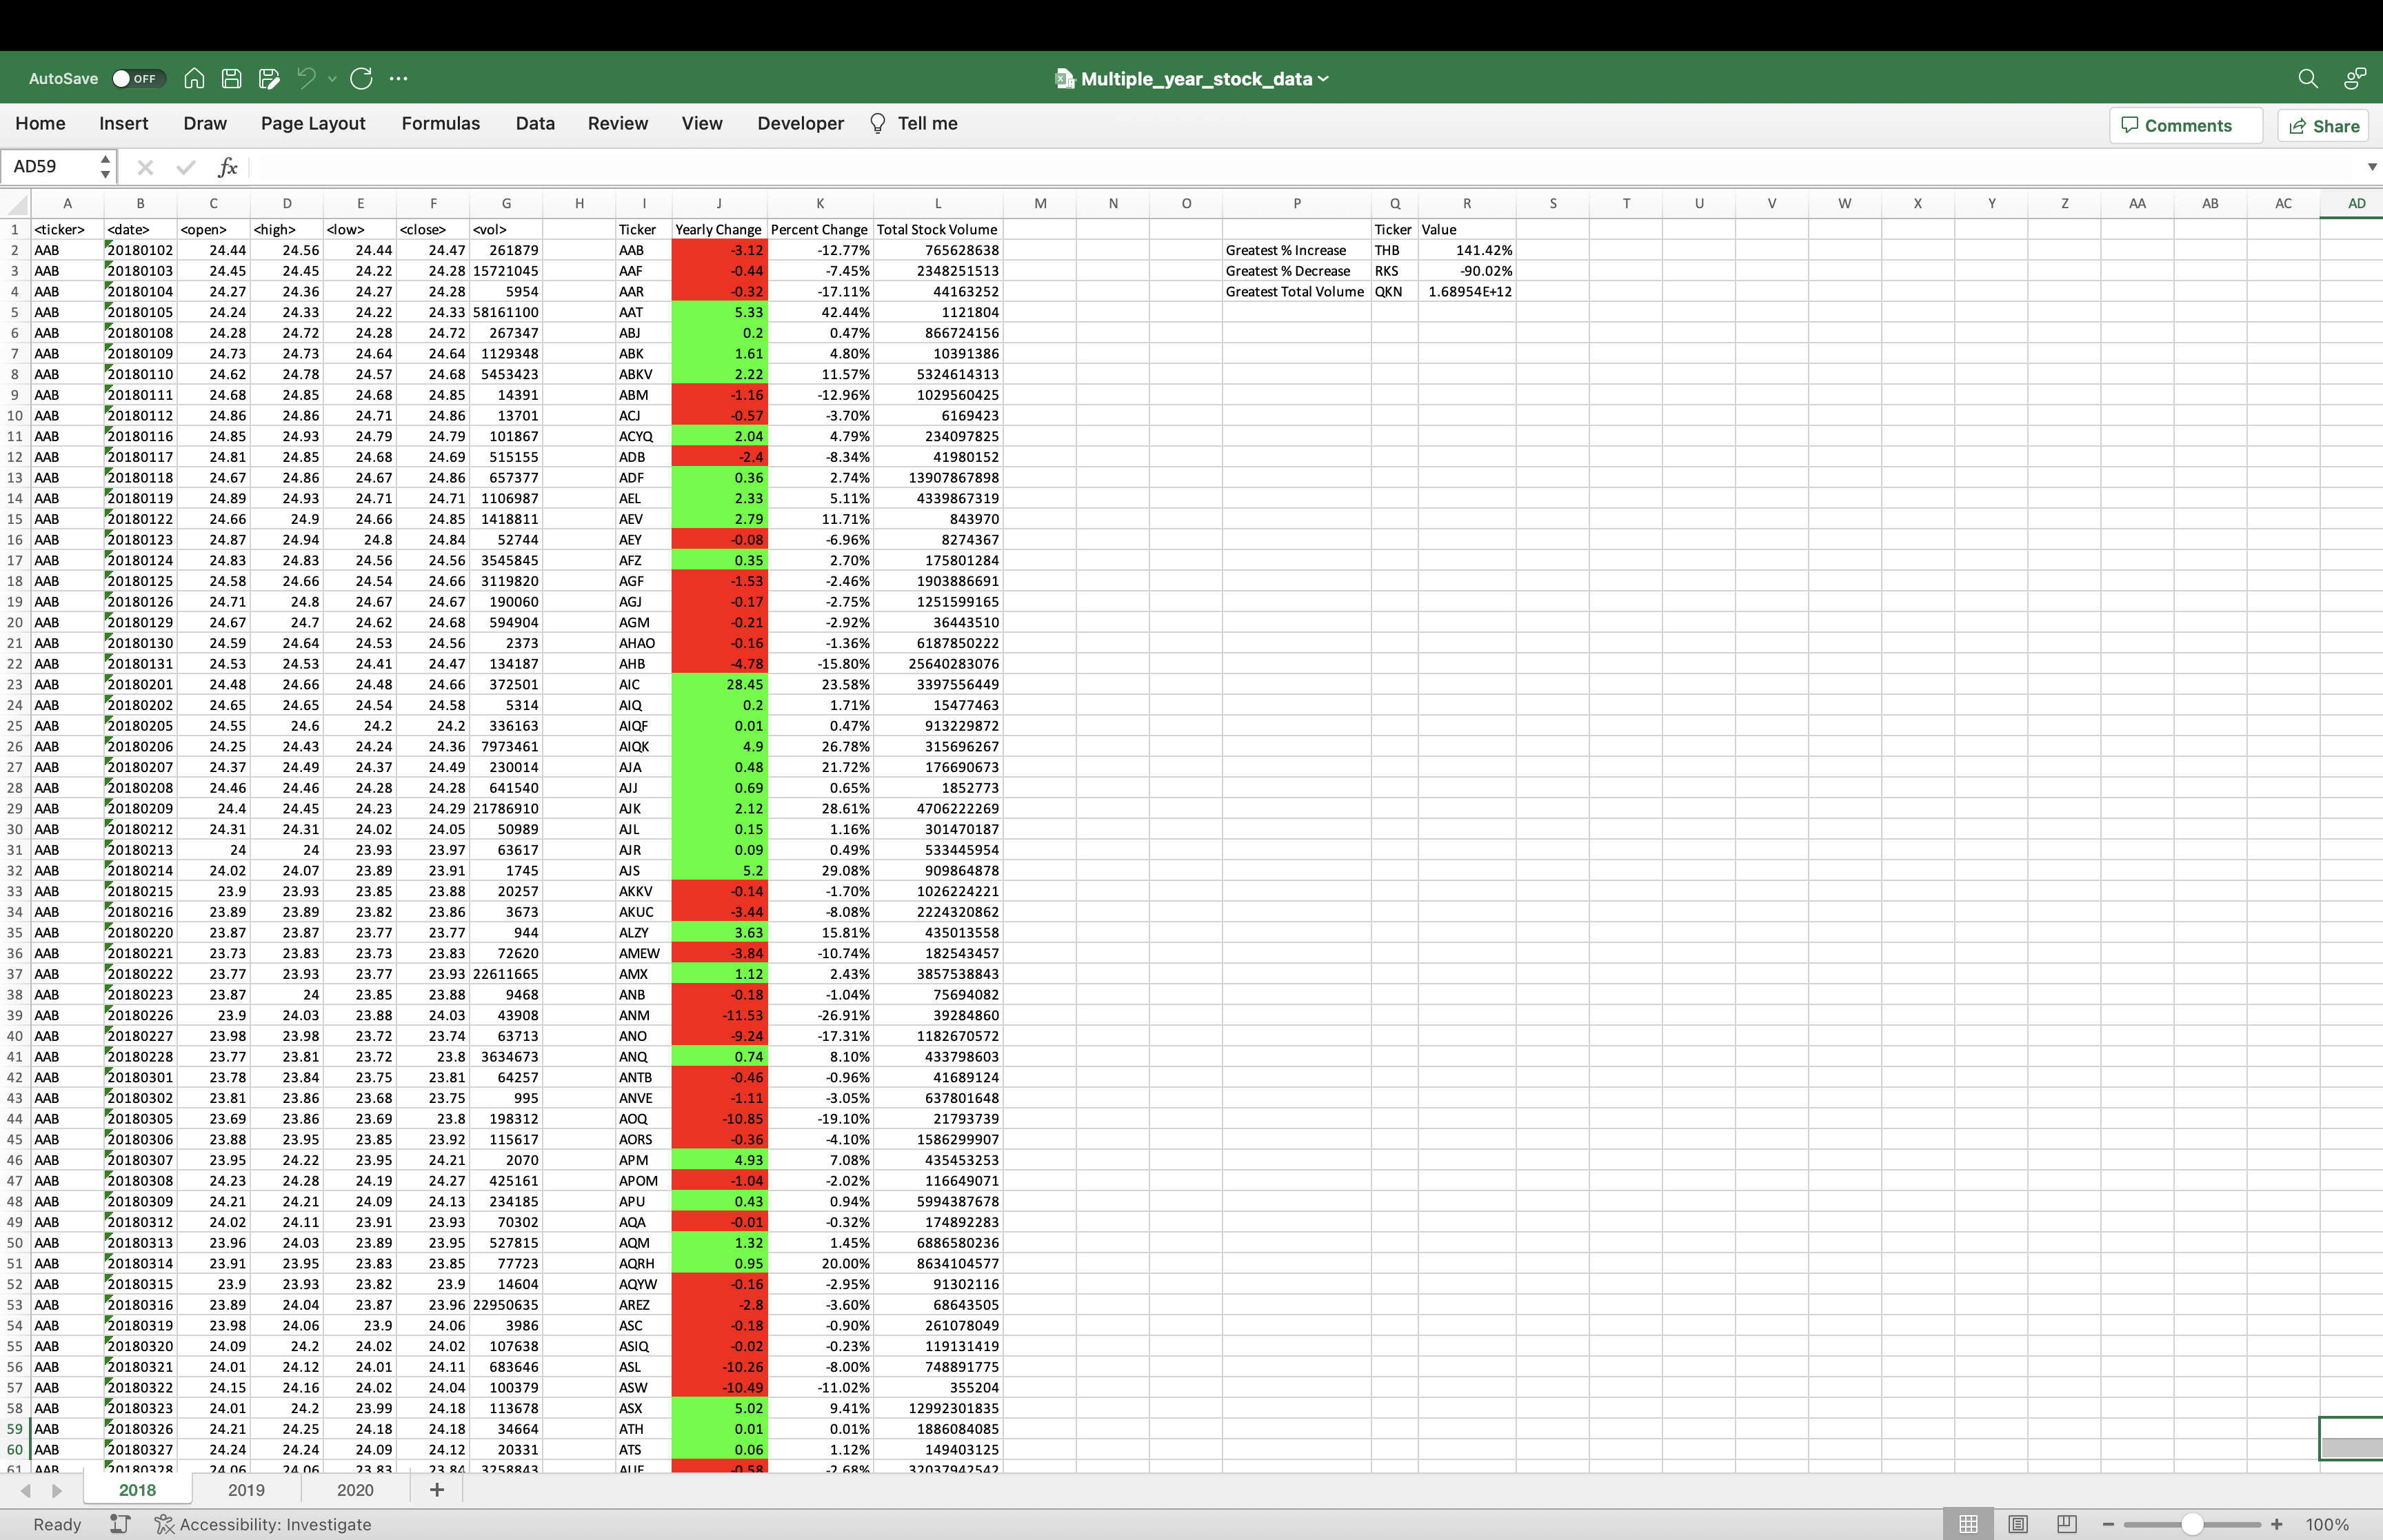 AutoSave OFF Multiple_year_stock_data
Home Insert Draw Page Layout Formulas Data Review View Developer Tell me Comments Share
AD59 fx
A B C D E F G H I J K L M N O P Q R S T U V W X Y Z AA AB AC AD
1 <ticker> <date> <open> <high> <low> <close> <vol> Ticker Yearly Change Percent Change Total Stock Volume Ticker Value
2 AAB 20180102 24.44 24.56 24.44 24.47 261879 AAB -3.12 -12.77% 765628638 Greatest % Increase THB 141.42%
3 AAB 20180103 24.45 24.45 24.22 24.28 15721045 AAF -0.44 -7.45% 2348251513 Greatest % Decrease RKS -90.02%
4 AAB 20180104 24.27 24.36 24.27 24.28 5954 AAR -0.32 -17.11% 44163252 Greatest Total Volume QKN 1.68954E+12
5 AAB 20180105 24.24 24.33 24.22 24.33 58161100 AAT 5.33 42.44% 1121804
6 AAB 20180108 24.28 24.72 24.28 24.72 267347 ABJ 0.2 0.47% 866724156
7 AAB 20180109 24.73 24.73 24.64 24.64 1129348 ABK 1.61 4.80% 10391386
8 AAB 20180110 24.62 24.78 24.57 24.68 5453423 ABKV 2.22 11.57% 5324614313
9 AAB 20180111 24.68 24.85 24.68 24.85 14391 ABM -1.16 -12.96% 1029560425
10 AAB 20180112 24.86 24.86 24.71 24.86 13701 ACJ -0.57 -3.70% 6169423
11 AAB 20180116 24.85 24.93 24.79 24.79 101867 ACYQ 2.04 4.79% 234097825
12 AAB 20180117 24.81 24.85 24.68 24.69 515155 ADB -2.4 -8.34% 41980152
13 AAB 20180118 24.67 24.86 24.67 24.86 657377 ADF 0.36 2.74% 13907867898
14 AAB 20180119 24.89 24.93 24.71 24.71 1106987 AEL 2.33 5.11% 4339867319
15 AAB 20180122 24.66 24.9 24.66 24.85 1418811 AEV 2.79 11.71% 843970
16 AAB 20180123 24.87 24.94 24.8 24.84 52744 AEY -0.08 -6.96% 8274367
17 AAB 20180124 24.83 24.83 24.56 24.56 3545845 AFZ 0.35 2.70% 175801284
18 AAB 20180125 24.58 24.66 24.54 24.66 3119820 AGF -1.53 -2.46% 1903886691
19 AAB 20180126 24.71 24.8 24.67 24.67 190060 AGJ -0.17 -2.75% 1251599165
20 AAB 20180129 24.67 24.7 24.62 24.68 594904 AGM -0.21 -2.92% 36443510
21 AAB 20180130 24.59 24.64 24.53 24.56 2373 AHAO -0.16 -1.36% 6187850222
22 AAB 20180131 24.53 24.53 24.41 24.47 134187 AHB -4.78 -15.80% 25640283076
23 AAB 20180201 24.48 24.66 24.48 24.66 372501 AIC 28.45 23.58% 3397556449
24 AAB 20180202 24.65 24.65 24.54 24.58 5314 AIQ 0.2 1.71% 15477463
25 AAB 20180205 24.55 24.6 24.2 24.2 336163 AIQF 0.01 0.47% 913229872
26 AAB 20180206 24.25 24.43 24.24 24.36 7973461 AIQK 4.9 26.78% 315696267
27 AAB 20180207 24.37 24.49 24.37 24.49 230014 AJA 0.48 21.72% 176690673
28 AAB 20180208 24.46 24.46 24.28 24.28 641540 AJJ 0.69 0.65% 1852773
29 AAB 20180209 24.4 24.45 24.23 24.29 21786910 AJK 2.12 28.61% 4706222269
30 AAB 20180212 24.31 24.31 24.02 24.05 50989 AJL 0.15 1.16% 301470187
31 AAB 20180213 24 24 23.93 23.97 63617 AJR 0.09 0.49% 533445954
32 AAB 20180214 24.02 24.07 23.89 23.91 1745 AJS 5.2 29.08% 909864878
33 AAB 20180215 23.9 23.93 23.85 23.88 20257 AKKV -0.14 -1.70% 1026224221
34 AAB 20180216 23.89 23.89 23.82 23.86 3673 AKUC -3.44 -8.08% 2224320862
35 AAB 20180220 23.87 23.87 23.77 23.77 944 ALZY 3.63 15.81% 435013558
36 AAB 20180221 23.73 23.83 23.73 23.83 72620 AMEW -3.84 -10.74% 182543457
37 AAB 20180222 23.77 23.93 23.77 23.93 22611665 AMX 1.12 2.43% 3857538843
38 AAB 20180223 23.87 24 23.85 23.88 9468 ANB -0.18 -1.04% 75694082
39 AAB 20180226 23.9 24.03 23.88 24.03 43908 ANM -11.53 -26.91% 39284860
40 AAB 20180227 23.98 23.98 23.72 23.74 63713 ANO -9.24 -17.31% 1182670572
41 AAB 20180228 23.77 23.81 23.72 23.8 3634673 ANQ 0.74 8.10% 433798603
42 AAB 20180301 23.78 23.84 23.75 23.81 64257 ANTB -0.46 -0.96% 41689124
43 AAB 20180302 23.81 23.86 23.68 23.75 995 ANVE -1.11 -3.05% 637801648
44 AAB 20180305 23.69 23.86 23.69 23.8 198312 AOQ -10.85 -19.10% 21793739
45 AAB 20180306 23.88 23.95 23.85 23.92 115617 AORS -0.36 -4.10% 1586299907
46 AAB 20180307 23.95 24.22 23.95 24.21 2070 APM 4.93 7.08% 435453253
47 AAB 20180308 24.23 24.28 24.19 24.27 425161 APOM -1.04 -2.02% 116649071
48 AAB 20180309 24.21 24.21 24.09 24.13 234185 APU 0.43 0.94% 5994387678
49 AAB 20180312 24.02 24.11 23.91 23.93 70302 AQA -0.01 -0.32% 174892283
50 AAB 20180313 23.96 24.03 23.89 23.95 527815 AQM 1.32 1.45% 6886580236
51 AAB 20180314 23.91 23.95 23.83 23.85 77723 AQRH 0.95 20.00% 8634104577
52 AAB 20180315 23.9 23.93 23.82 23.9 14604 AQYW -0.16 -2.95% 91302116
53 AAB 20180316 23.89 24.04 23.87 23.96 22950635 AREZ -2.8 -3.60% 68643505
54 AAB 20180319 23.98 24.06 23.9 24.06 3986 ASC -0.18 -0.90% 261078049
55 AAB 20180320 24.09 24.2 24.02 24.02 107638 ASIQ -0.02 -0.23% 119131419
56 AAB 20180321 24.01 24.12 24.01 24.11 683646 ASL -10.26 -8.00% 748891775
57 AAB 20180322 24.15 24.16 24.02 24.04 100379 ASW -10.49 -11.02% 355204
58 AAB 20180323 24.01 24.2 23.99 24.18 113678 ASX 5.02 9.41% 12992301835
59 AAB 20180326 24.21 24.25 24.18 24.18 34664 ATH 0.01 0.01% 1886084085
60 AAB 20180327 24.24 24.24 24.09 24.12 20331 ATS 0.06 1.12% 149403125
61 AAB 20180328 24.06 24.06 23.83 23.84 3258843 -0.58 -2.68% 32037942542
2018 2019 2020 +
Ready Accessibility: Investigate 100%